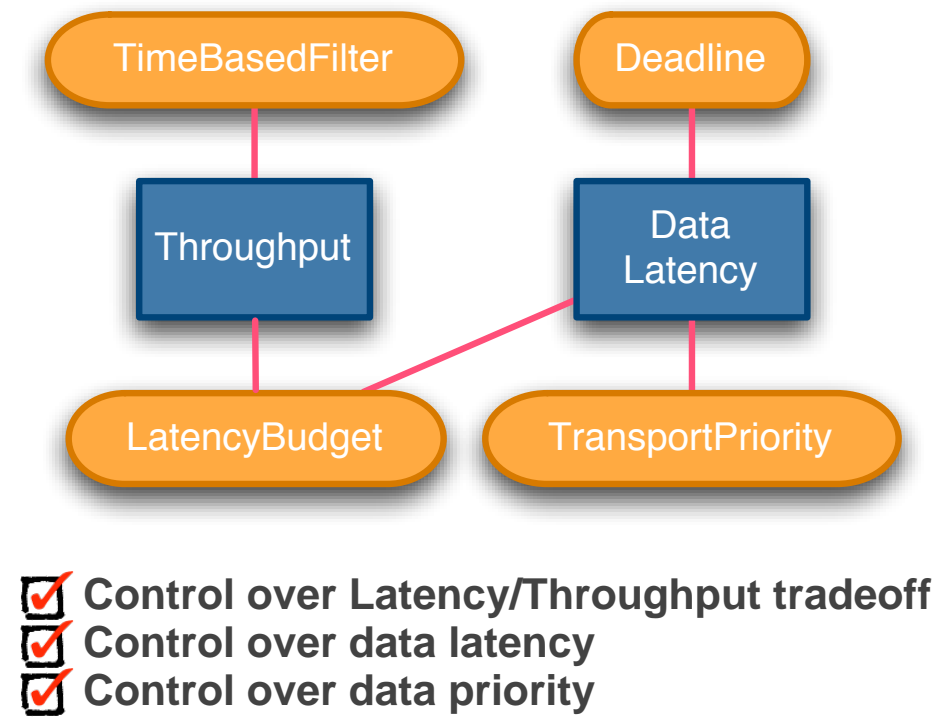 TimeBasedFilter
Deadline
Throughput
Data
Latency
LatencyBudget
TransportPriority
Control over Latency/Throughput tradeoff
Control over data latency
Control over data priority